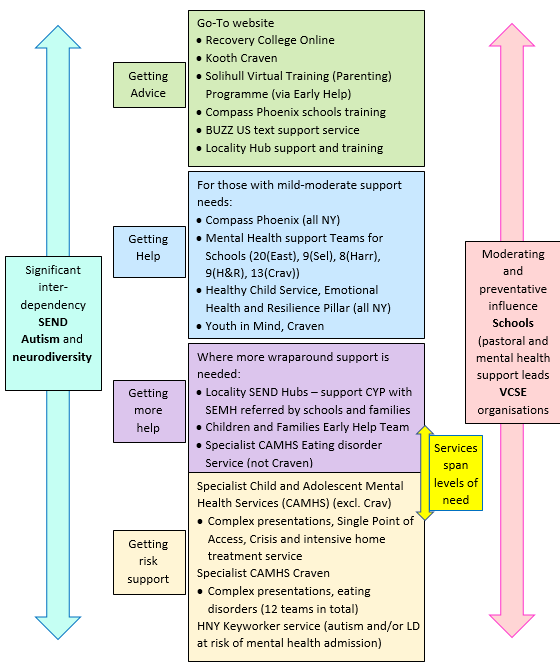 Go-To website
• Recovery College Online
• Kooth Craven
• Solihull Virtual Training (Parenting)
Programme (via Early Help)
• Compass Phoenix schools training
• BUZZ US text support service
• Locality Hub support and training
Getting
Advice
For those with mild-moderate support
needs:
• Compass Phoenix (all NY)
• Mental Health support Teams for
Schools (20(East), 9(Sel), 8(Harr),
9(H&R), 13(Crav))
• Healthy Child Service, Emotional
Health and Resilience Pillar (all NY)
• Youth in Mind, Craven
Getting
Help
Significant
inter-
dependency
SEND
Autism and
neurodiversity
Moderating
and
preventative
influence
Schools
(pastoral and
mental health
support leads
VCSE
organisations
Where more wraparound support is
needed:
• Locality SEND Hubs – support CYP with
SEMH referred by schools and families
• Children and Families Early Help Team
• Specialist CAMHS Eating disorder
Service (not Craven)
Getting
more
help
Services
span
levels of
need
Specialist Child and Adolescent Mental
Health Services (CAMHS) (excl. Crav)
• Complex presentations, Single Point of
Access, Crisis and intensive home
treatment service
Specialist CAMHS Craven
• Complex presentations, eating
disorders (12 teams in total)
HNY Keyworker service (autism and/or LD
at risk of mental health admission)
Getting
risk
support